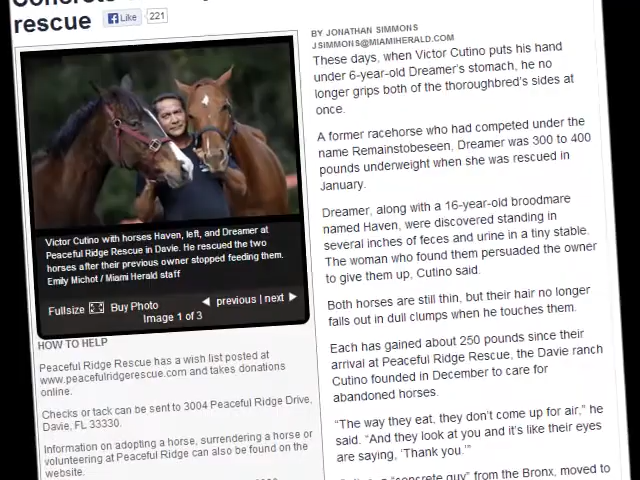 rescue
Like
221
Victor Cutino with horses Haven, left, and Dreamer at
Peaceful Ridge Rescue in Davie. He rescued the two
horses after their previous owner stopped feeding them.
Emily Michot / Miami Herald staff
Fullsize Buy Photo previous | next
Image 1 of 3
HOW TO HELP
Peaceful Ridge Rescue has a wish list posted at
www.peacefulridgerescue.com and takes donations
online.
Checks or tack can be sent to 3004 Peaceful Ridge Drive,
Davie, FL 33330.
Information on adopting a horse, surrendering a horse or
volunteering at Peaceful Ridge can also be found on the
website.
BY JONATHAN SIMMONS
JSIMMONS@MIAMIHERALD.COM
These days, when Victor Cutino puts his hand
under 6-year-old Dreamer's stomach, he no
longer grips both of the thoroughbred's sides at
once.
A former racehorse who had competed under the
name Remainstobeseen, Dreamer was 300 to 400
pounds underweight when she was rescued in
January.
Dreamer, along with a 16-year-old broodmare
named Haven, were discovered standing in
several inches of feces and urine in a tiny stable.
The woman who found them persuaded the owner
to give them up, Cutino said.
Both horses are still thin, but their hair no longer
falls out in dull clumps when he touches them.
Each has gained about 250 pounds since their
arrival at Peaceful Ridge Rescue, the Davie ranch
Cutino founded in December to care for
abandoned horses.
"The way they eat, they don't come up for air," he
said. "And they look at you and it's like their eyes
are saying, 'Thank you.'"
"concrete guy" from the Bronx, moved to